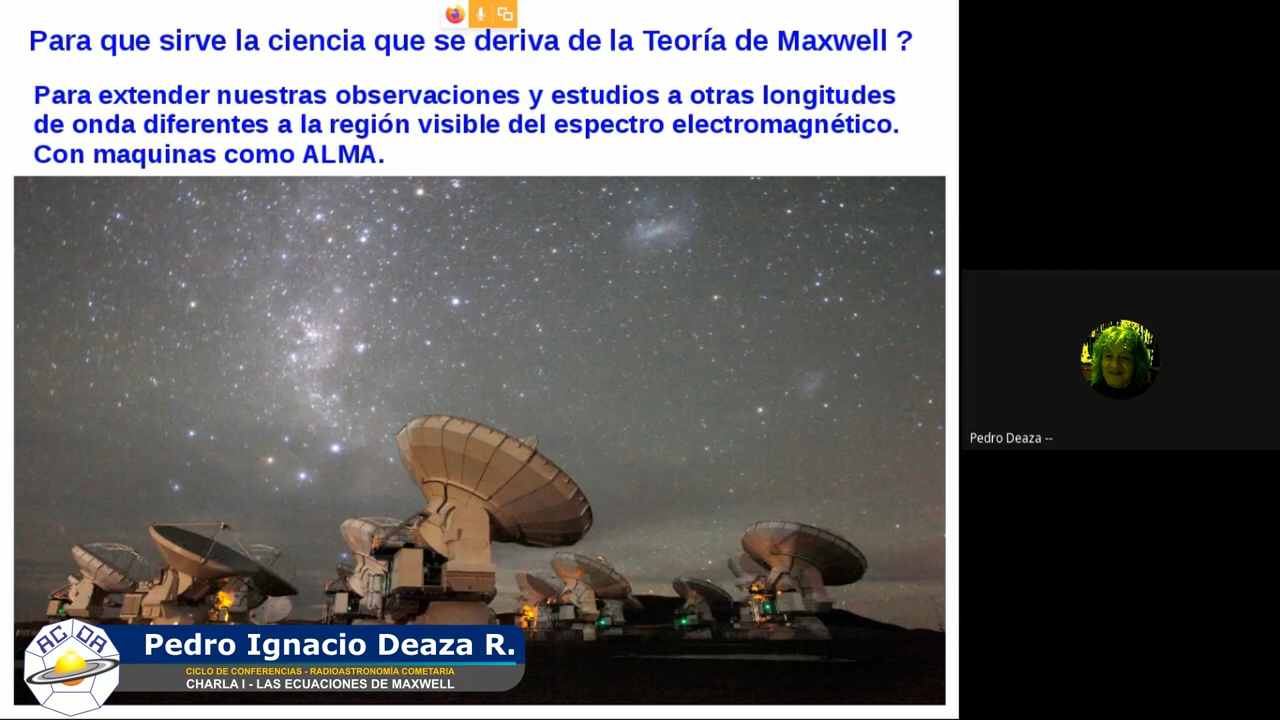 Para que sirve la ciencia que se deriva de la Teoría de Maxwell ?
Para extender nuestras observaciones y estudios a otras longitudes
de onda diferentes a la región visible del espectro electromagnético.
Con maquinas como ALMA.
Pedro Deaza --
ACDA
Pedro Ignacio Deaza R.
CICLO DE CONFERENCIAS - RADIOASTRONOMÍA COMETARIA
CHARLA I - LAS ECUACIONES DE MAXWELL